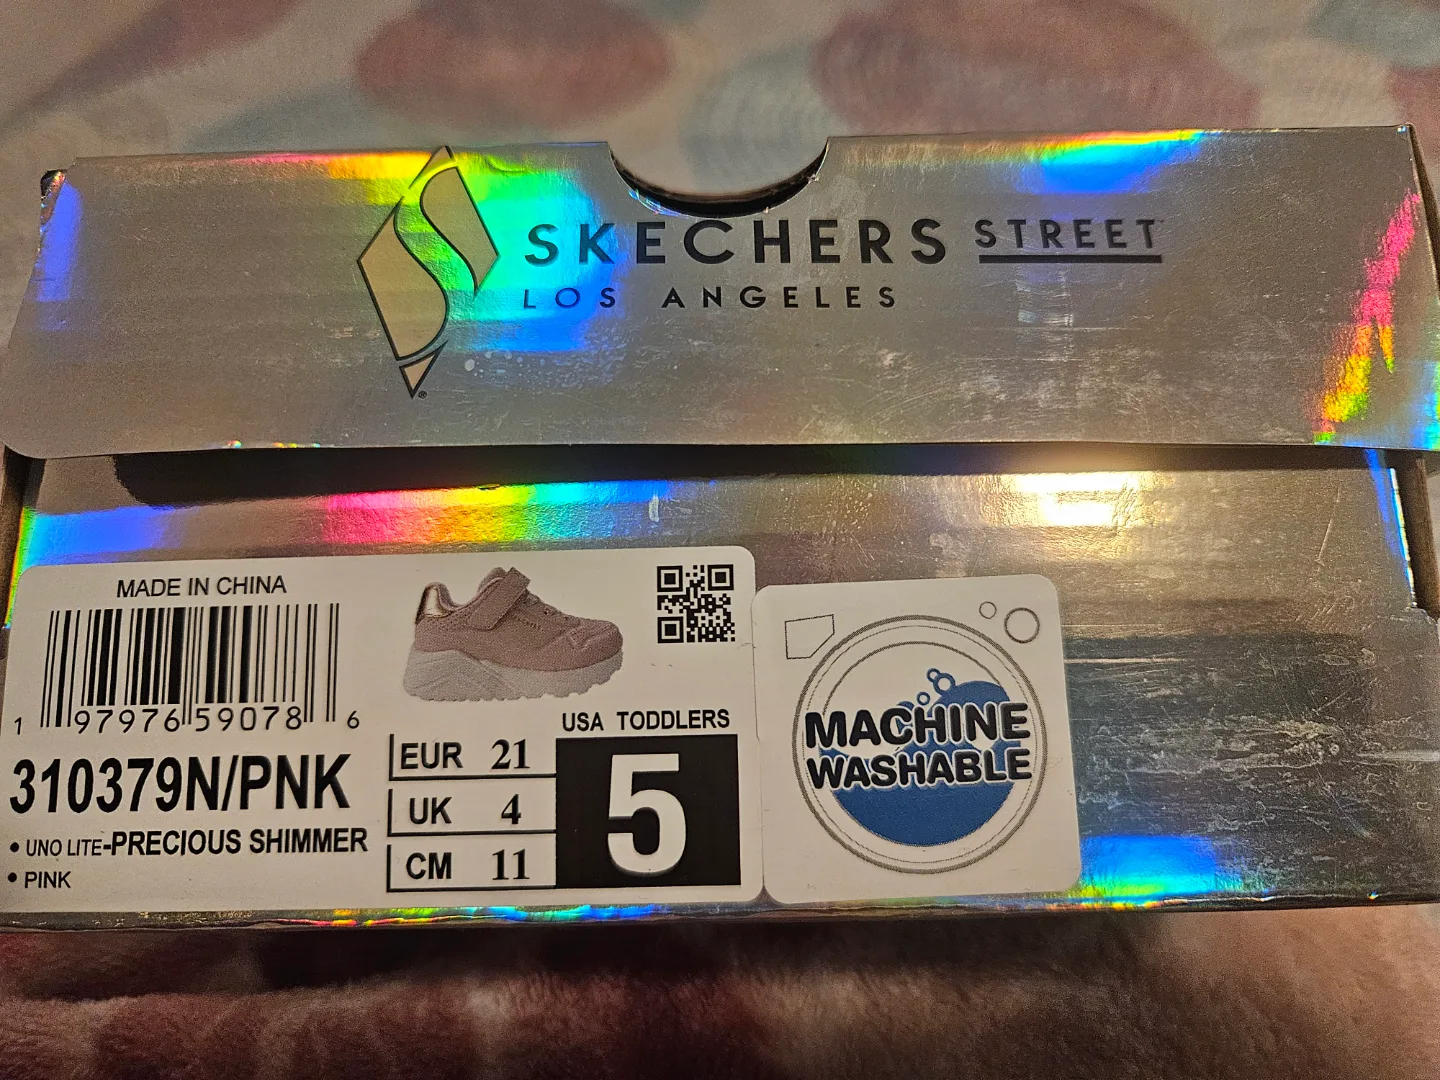 SKECHERS STREET
LOS ANGELES
®
MADE IN CHINA
1 97976 59078 6
310379N/PNK
• UNO LITE-PRECIOUS SHIMMER
• PINK
USA TODDLERS
EUR 21
UK 4
CM 11
5
MACHINE
WASHABLE